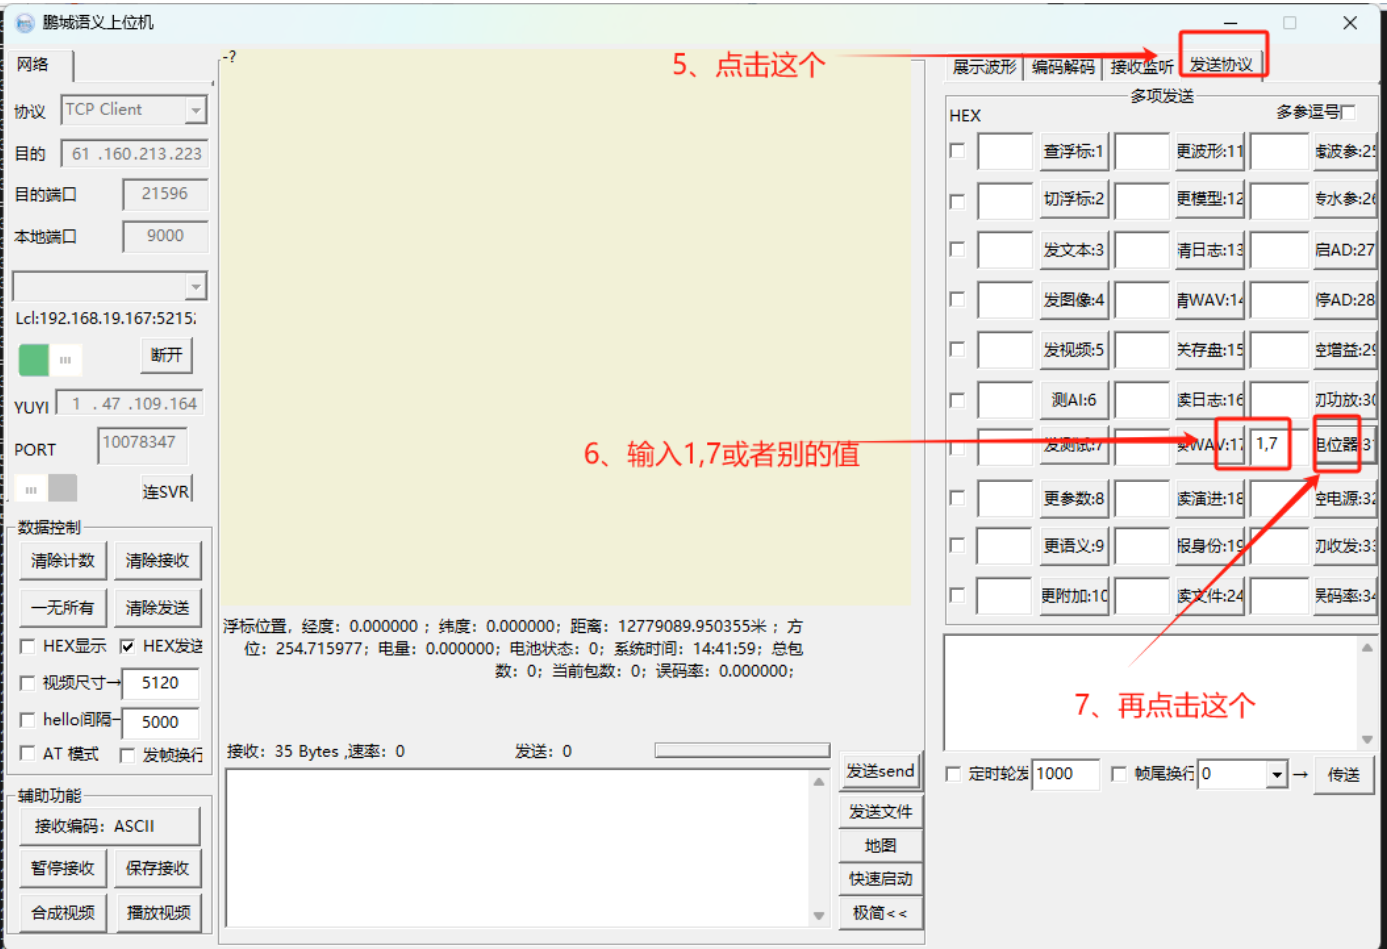 鹏城语义上位机
网络
-?
5、点击这个
展示波形
编码解码
接收监听
发送协议
协议
TCP Client
目的
61 .160.213.223
目的端口
21596
本地端口
9000
Lcl:192.168.19.167:5215
断开
YUYI
1 . 47 .109.164
PORT
10078347
连SVR
数据控制
清除计数
清除接收
一无所有
清除发送
HEX显示
HEX发送
视频尺寸→
5120
hello间隔
5000
AT 模式
发帧换行
辅助功能
接收编码：ASCII
暂停接收
保存接收
合成视频
播放视频
多项发送
HEX
多参逗号
查浮标:1
更波形:11
波参:25
切浮标:2
更模型:12
水参:26
发文本:3
清日志:13
启AD:27
发图像:4
WAV:14
停AD:28
发视频:5
关存盘:15
控增益:29
测AI:6
读日志:16
切功放:30
6、输入1,7或者别的值
发测试:7
WAV:17
1,7
电位器:3
更参数:8
读演进:18
控电源:32
更语义:9
报身份:19
切收发:33
更附加:10
读文件:24
误码率:34
浮标位置，经度：0.000000 ；纬度：0.000000；距离：12779089.950355米 ；方
位：254.715977；电量：0.000000；电池状态：0；系统时间：14:41:59；总包
数：0；当前包数：0；误码率：0.000000；
7、再点击这个
接收：35 Bytes ,速率：0
发送：0
发送send
发送文件
地图
快速启动
极简<<
定时轮发
1000
帧尾换行
0
→
传送